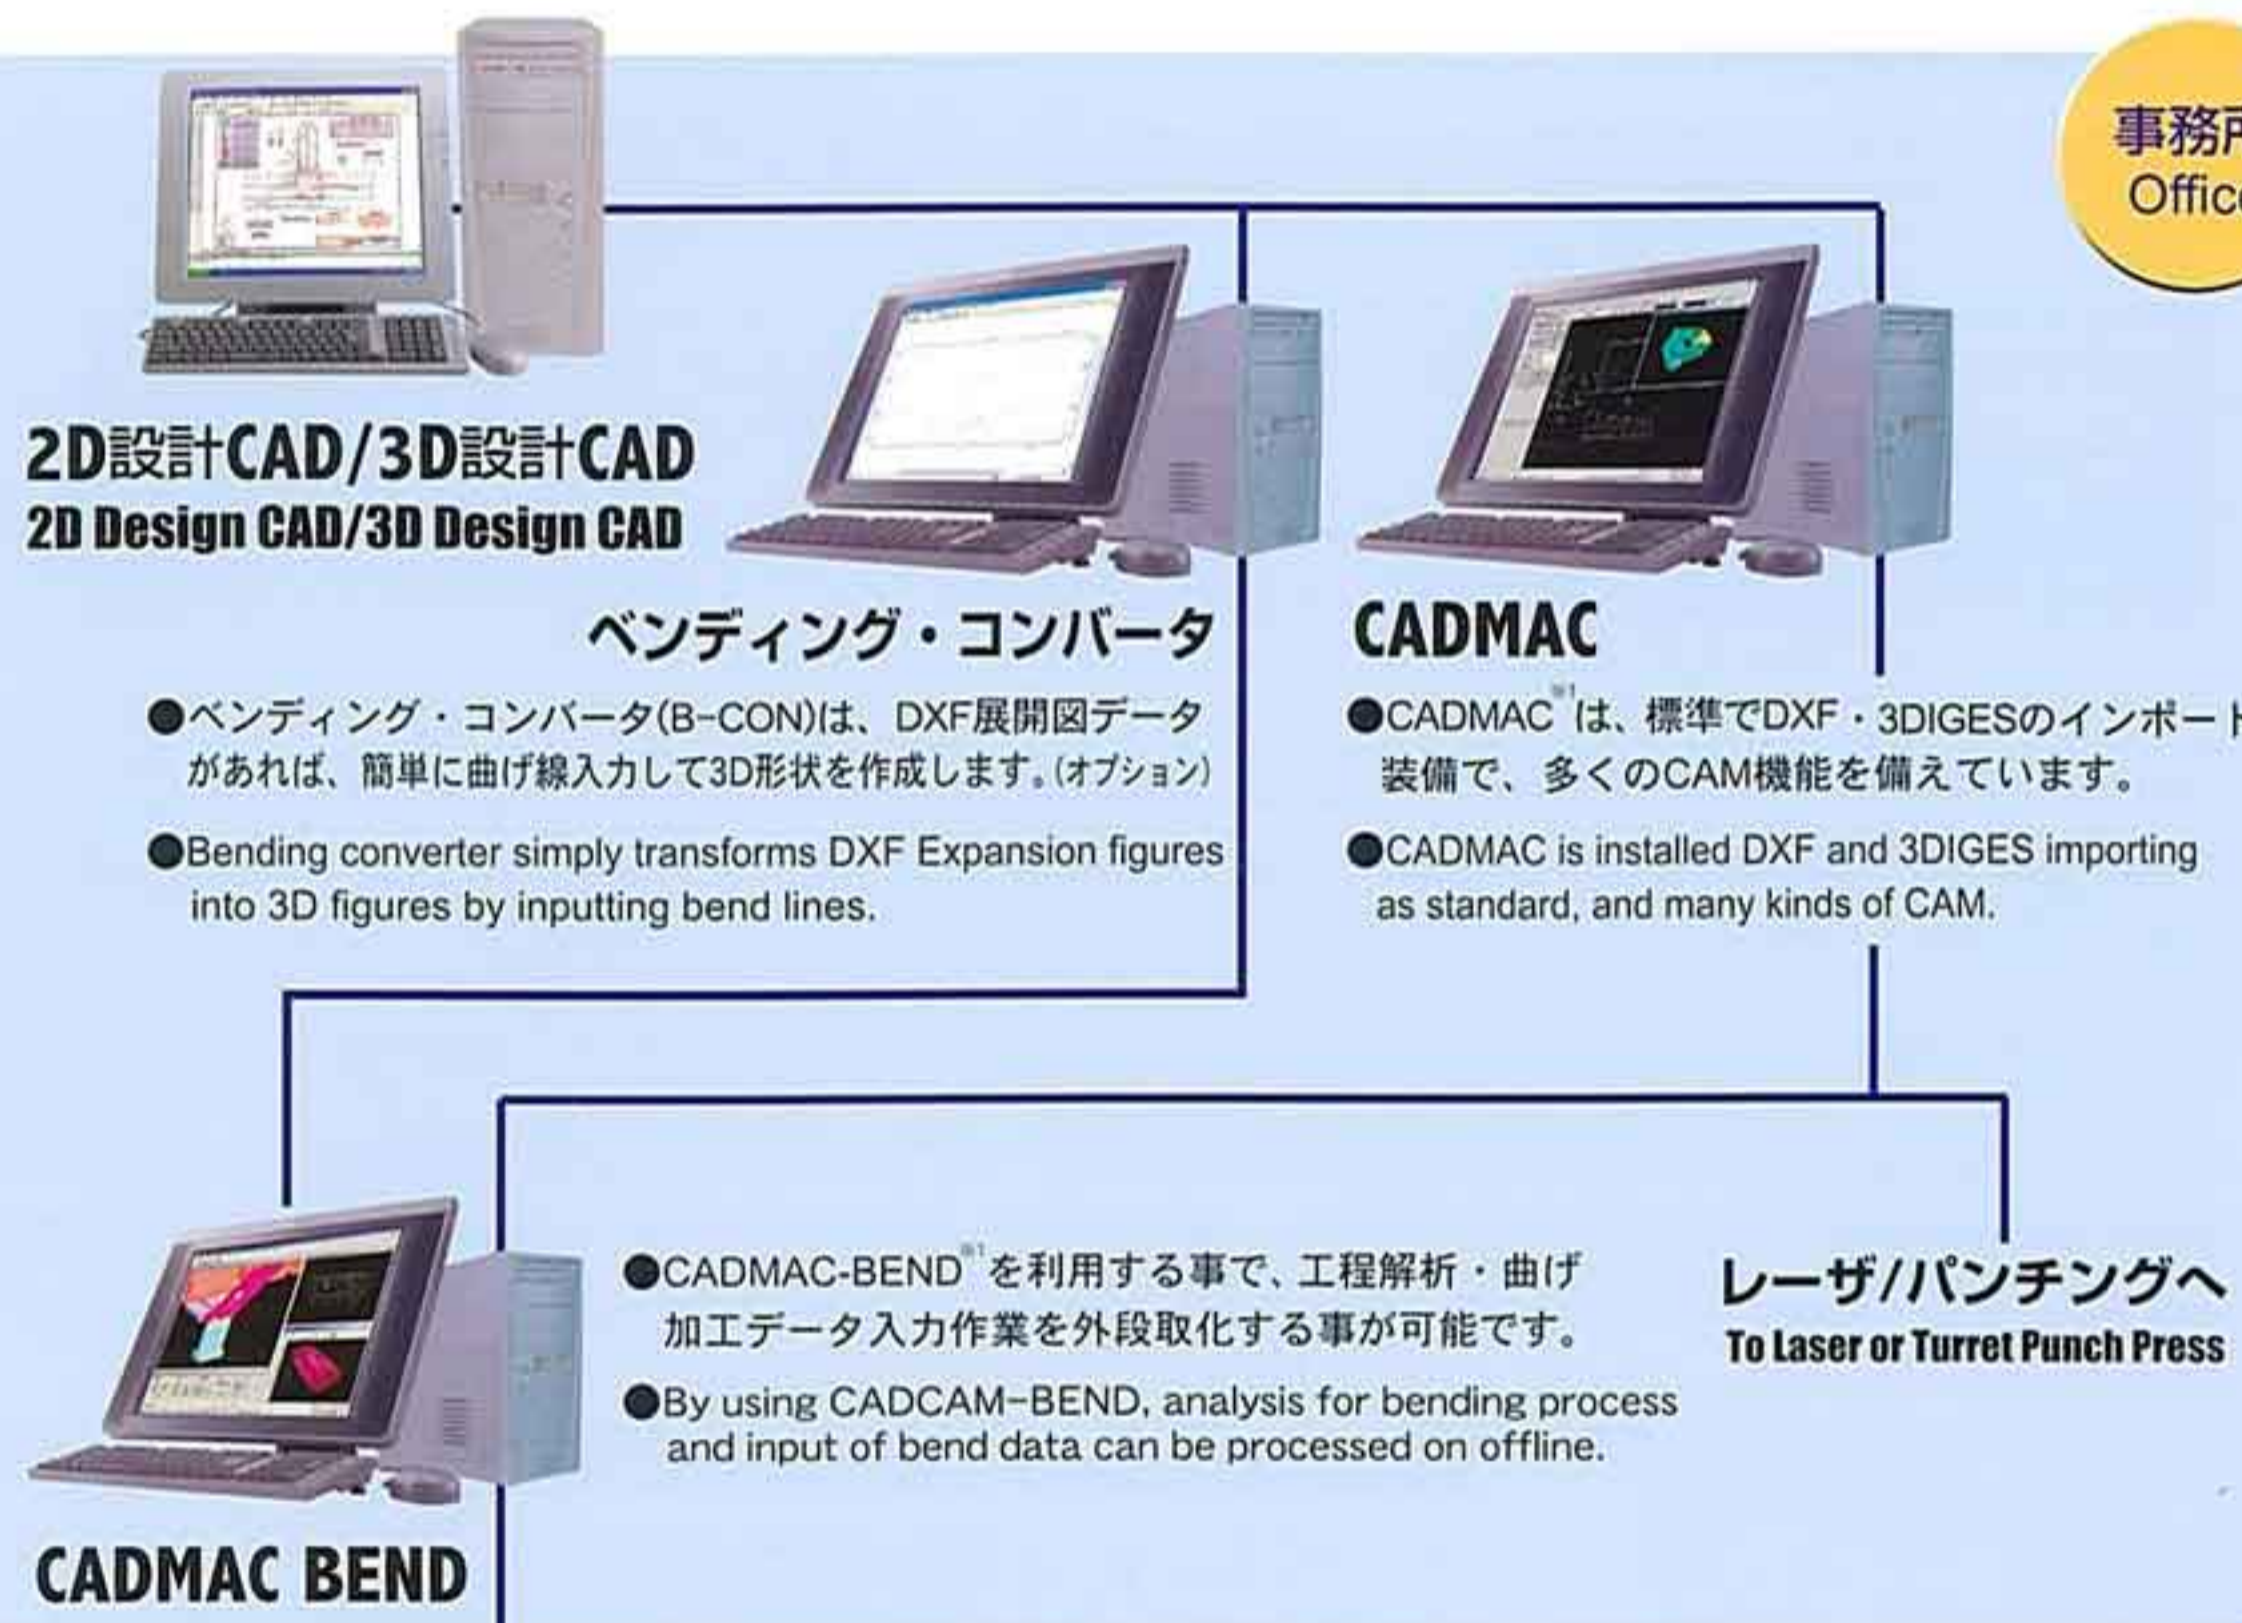 事務所
Office
2D設計CAD/3D設計CAD
2D Design CAD/3D Design CAD
ベンディング・コンバータ
●ベンディング・コンバータ(B-CON)は、DXF展開図データ
があれば、簡単に曲げ線入力して3D形状を作成します。(オプション)
●Bending converter simply transforms DXF Expansion figures
into 3D figures by inputting bend lines.
CADMAC
●CADMAC※1は、標準でDXF・3DIGESのインポート
装備で、多くのCAM機能を備えています。
●CADMAC is installed DXF and 3DIGES importing
as standard, and many kinds of CAM.
●CADMAC-BEND※1を利用する事で、工程解析・曲げ
加工データ入力作業を外段取化する事が可能です。
●By using CADCAM-BEND, analysis for bending process
and input of bend data can be processed on offline.
レーザ/パンチングへ
To Laser or Turret Punch Press
CADMAC BEND